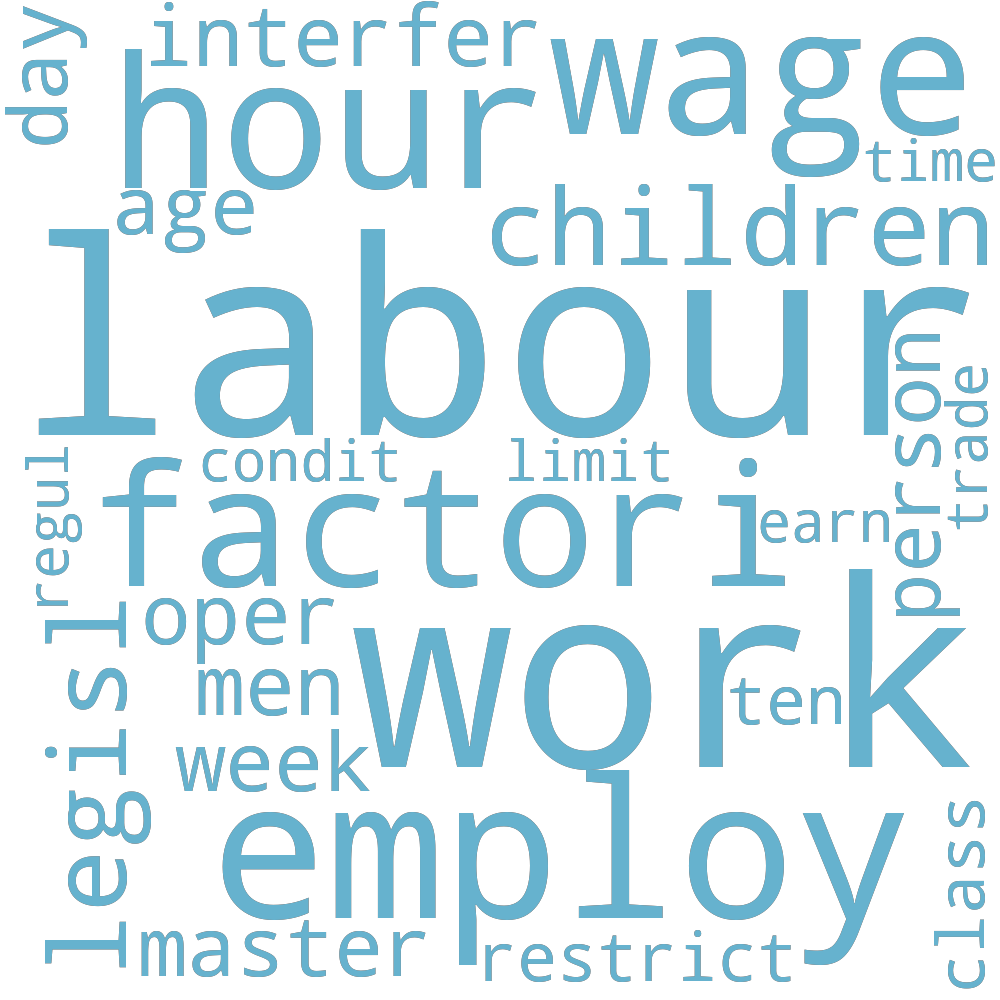 day
interfer
wage
hour
time
age
children
labour
person
trade
condit
limit
regul
factori
earn
oper
work
men
ten
legisl
week
employ
class
master
restrict